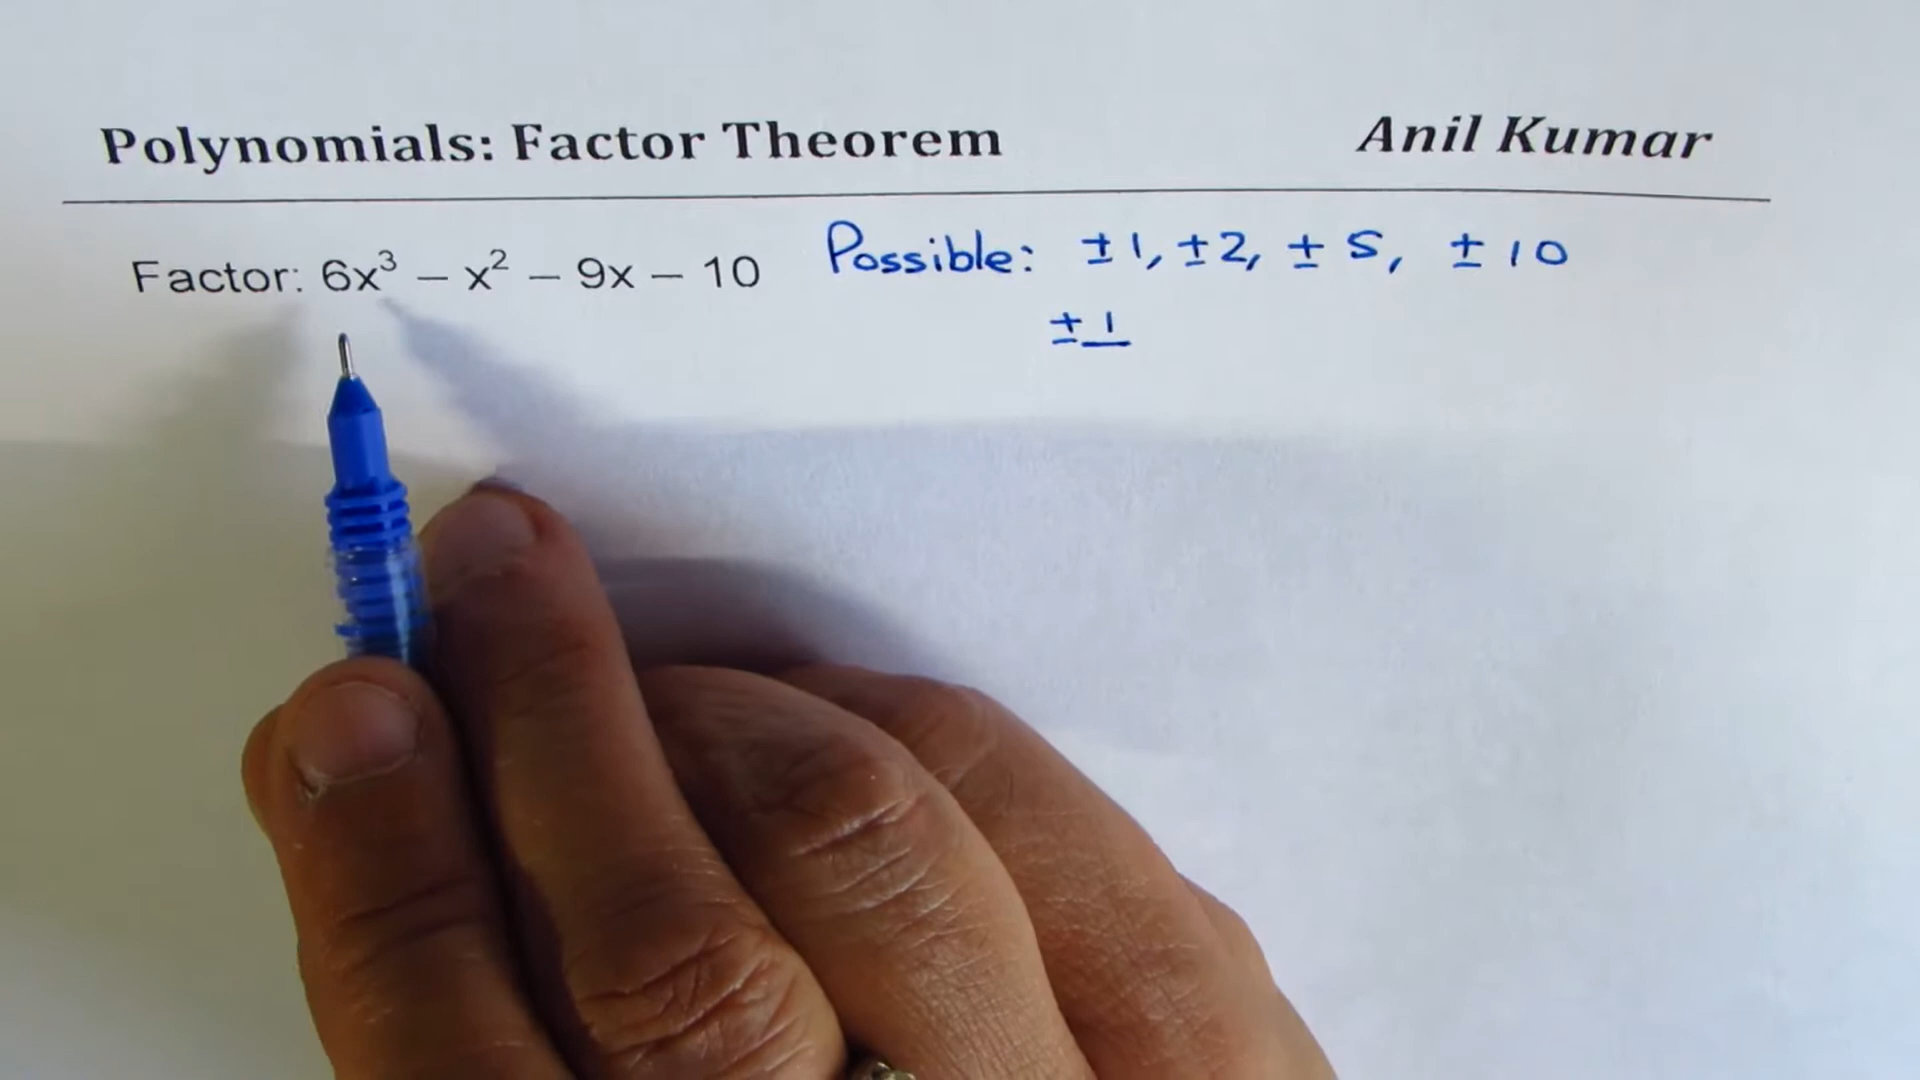 Polynomials: Factor Theorem Anil Kumar
Factor: 6x³ – x² – 9x – 10 Possible: ±1, ±2, ±5, ±10
±1